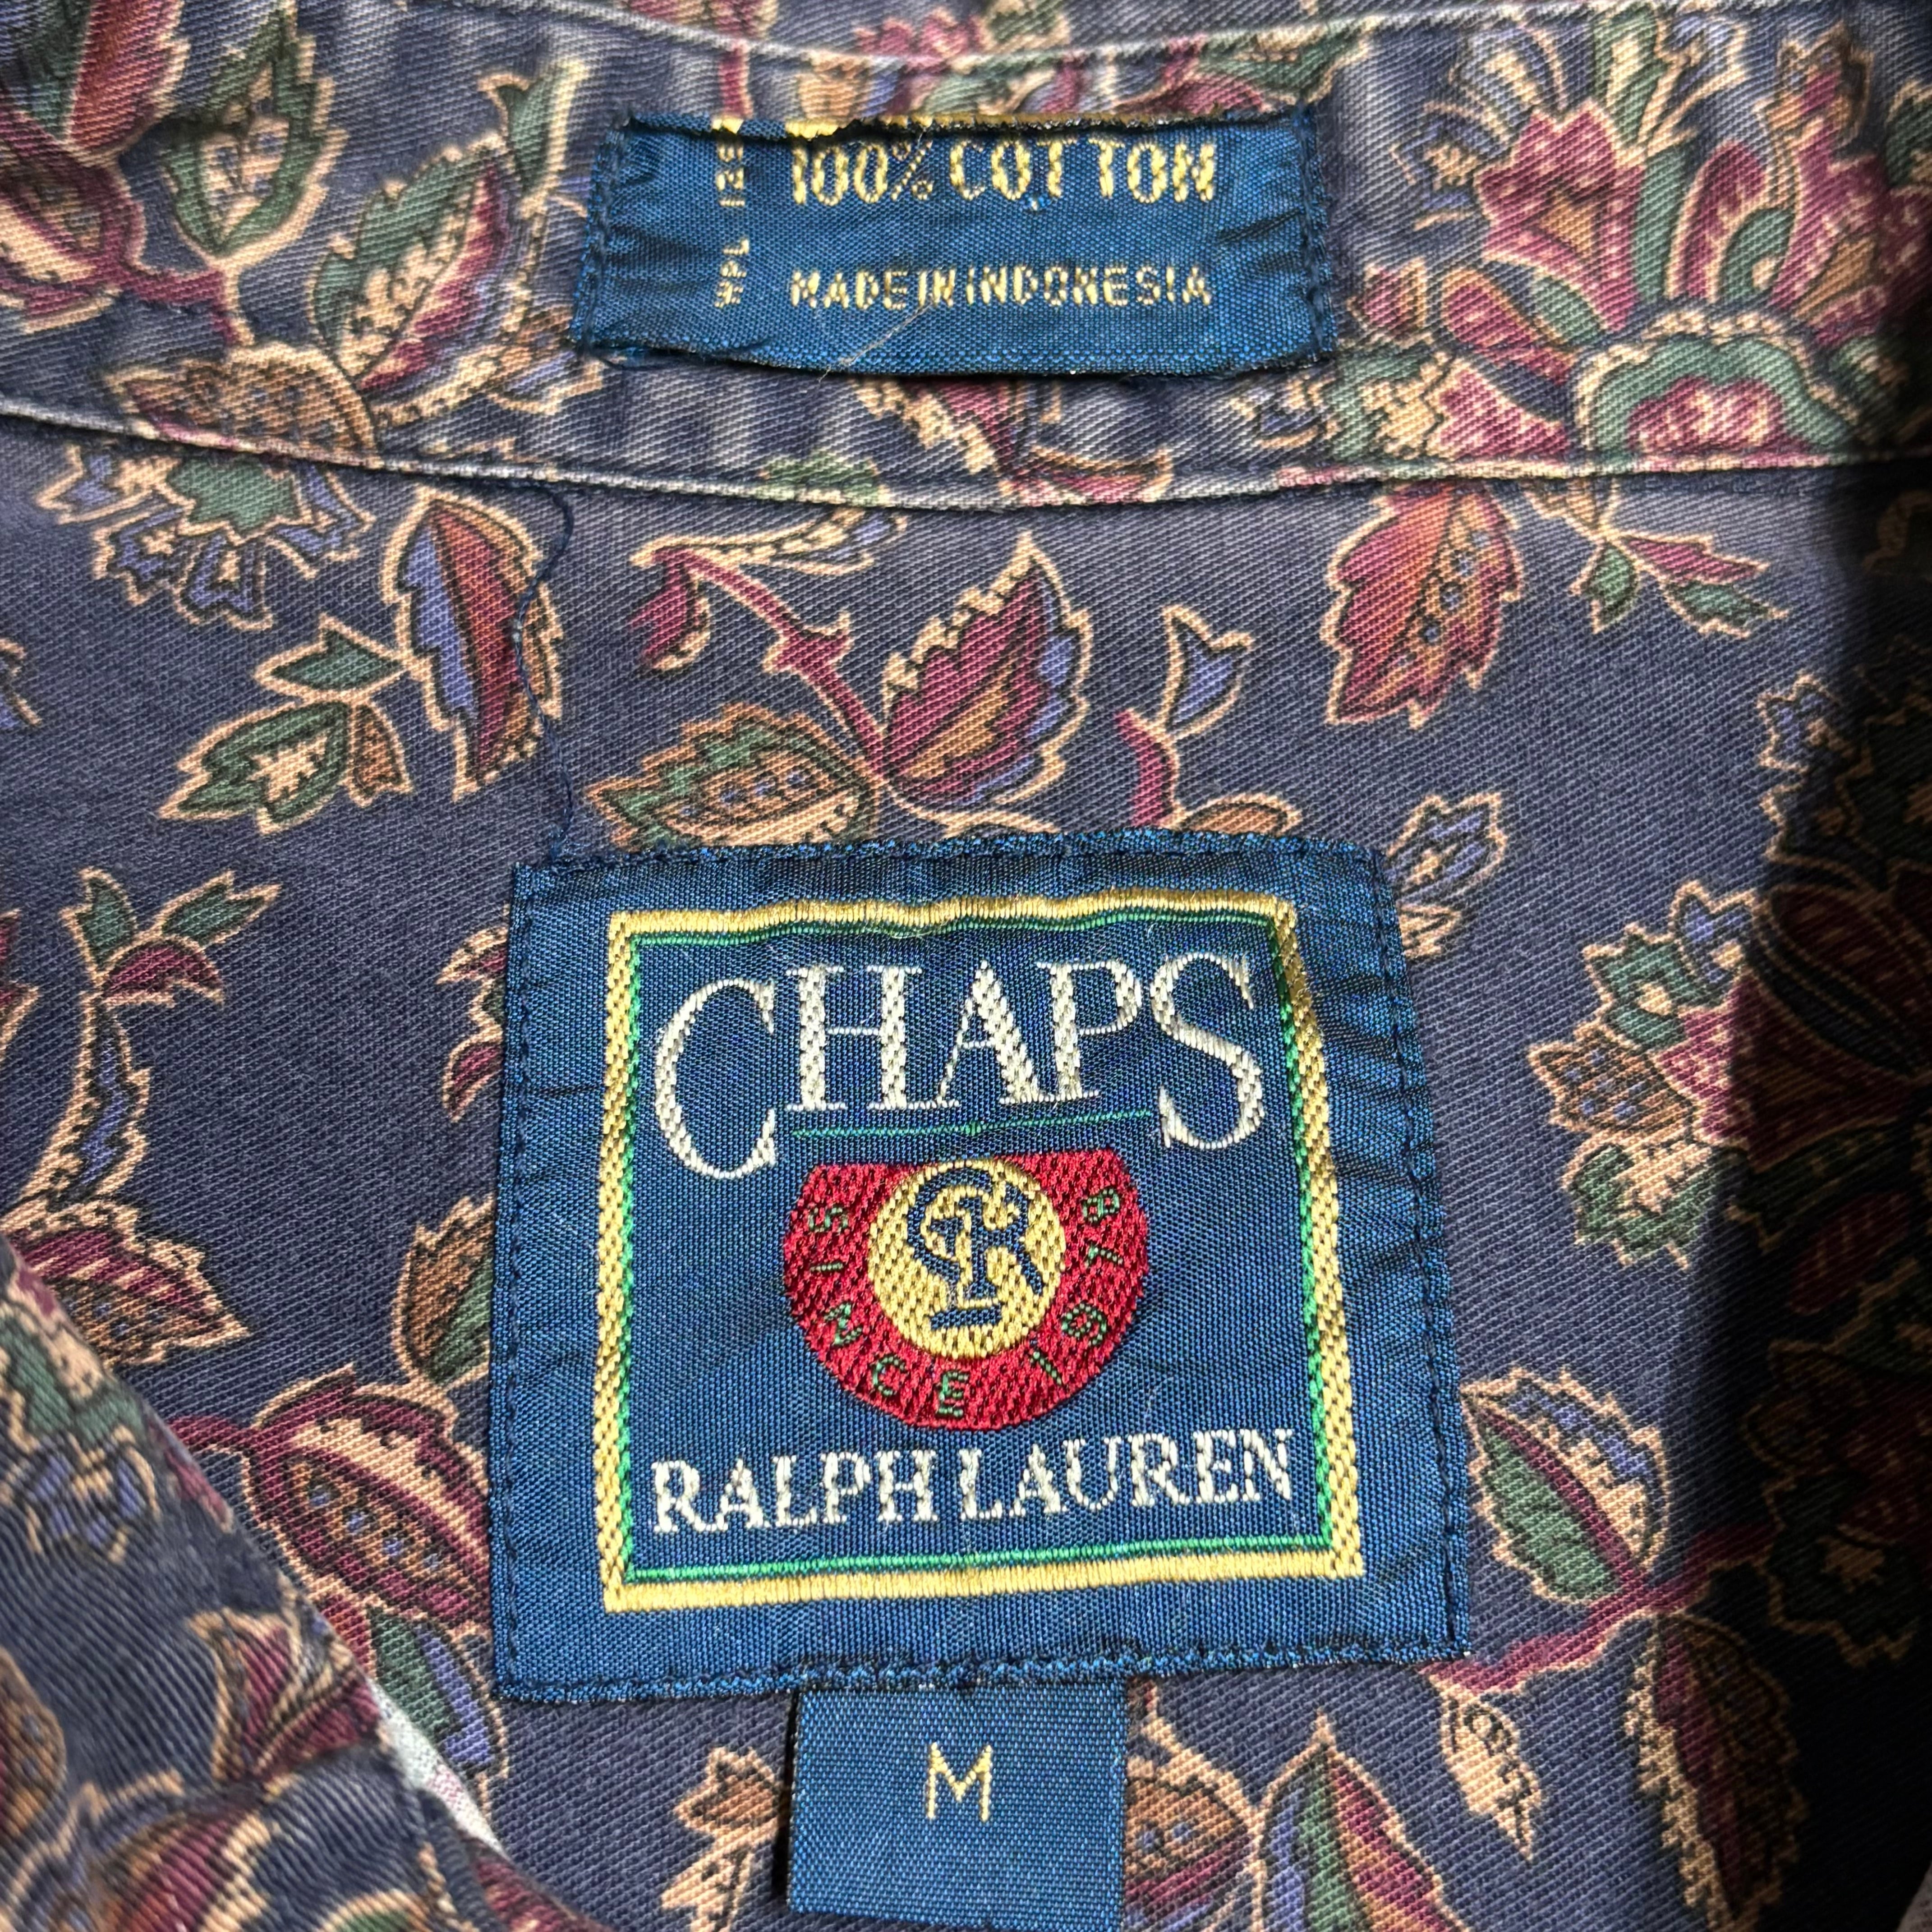 100% COTTON
MADE IN INDONESIA
CHAPS
SINCE 1978
RALPH LAUREN
M